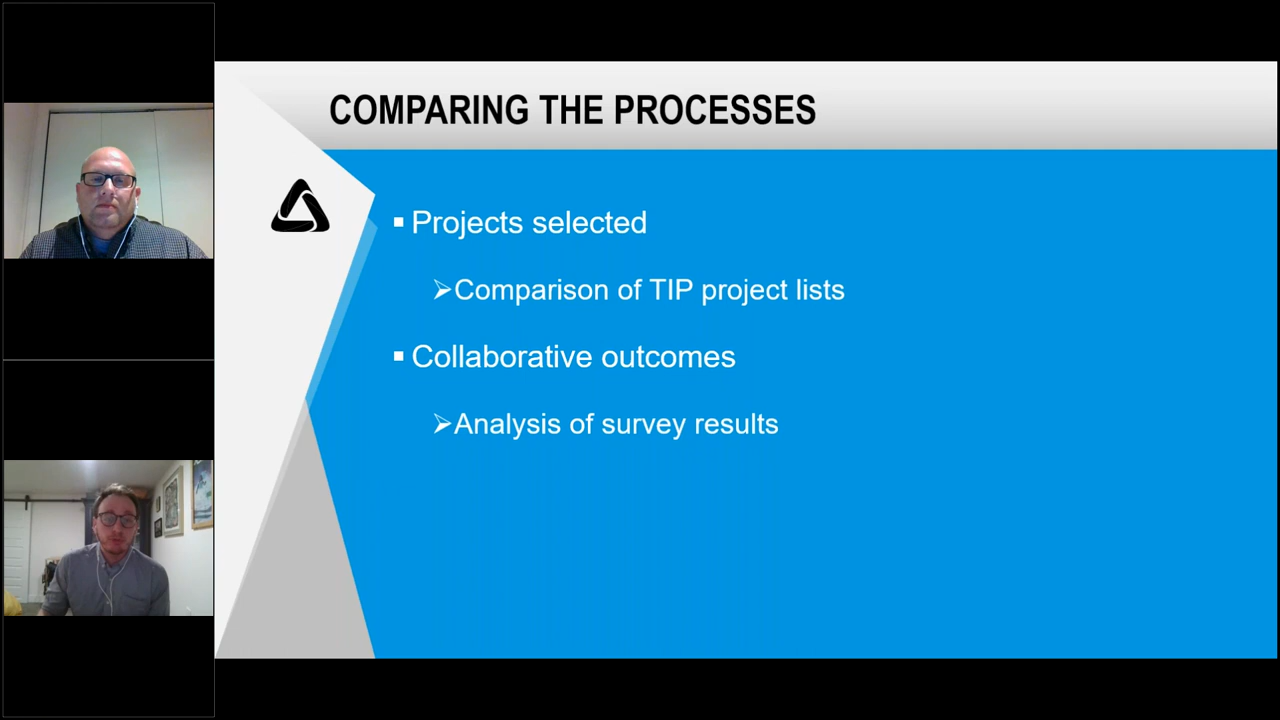 COMPARING THE PROCESSES
▪ Projects selected
➢ Comparison of TIP project lists
▪ Collaborative outcomes
➢ Analysis of survey results